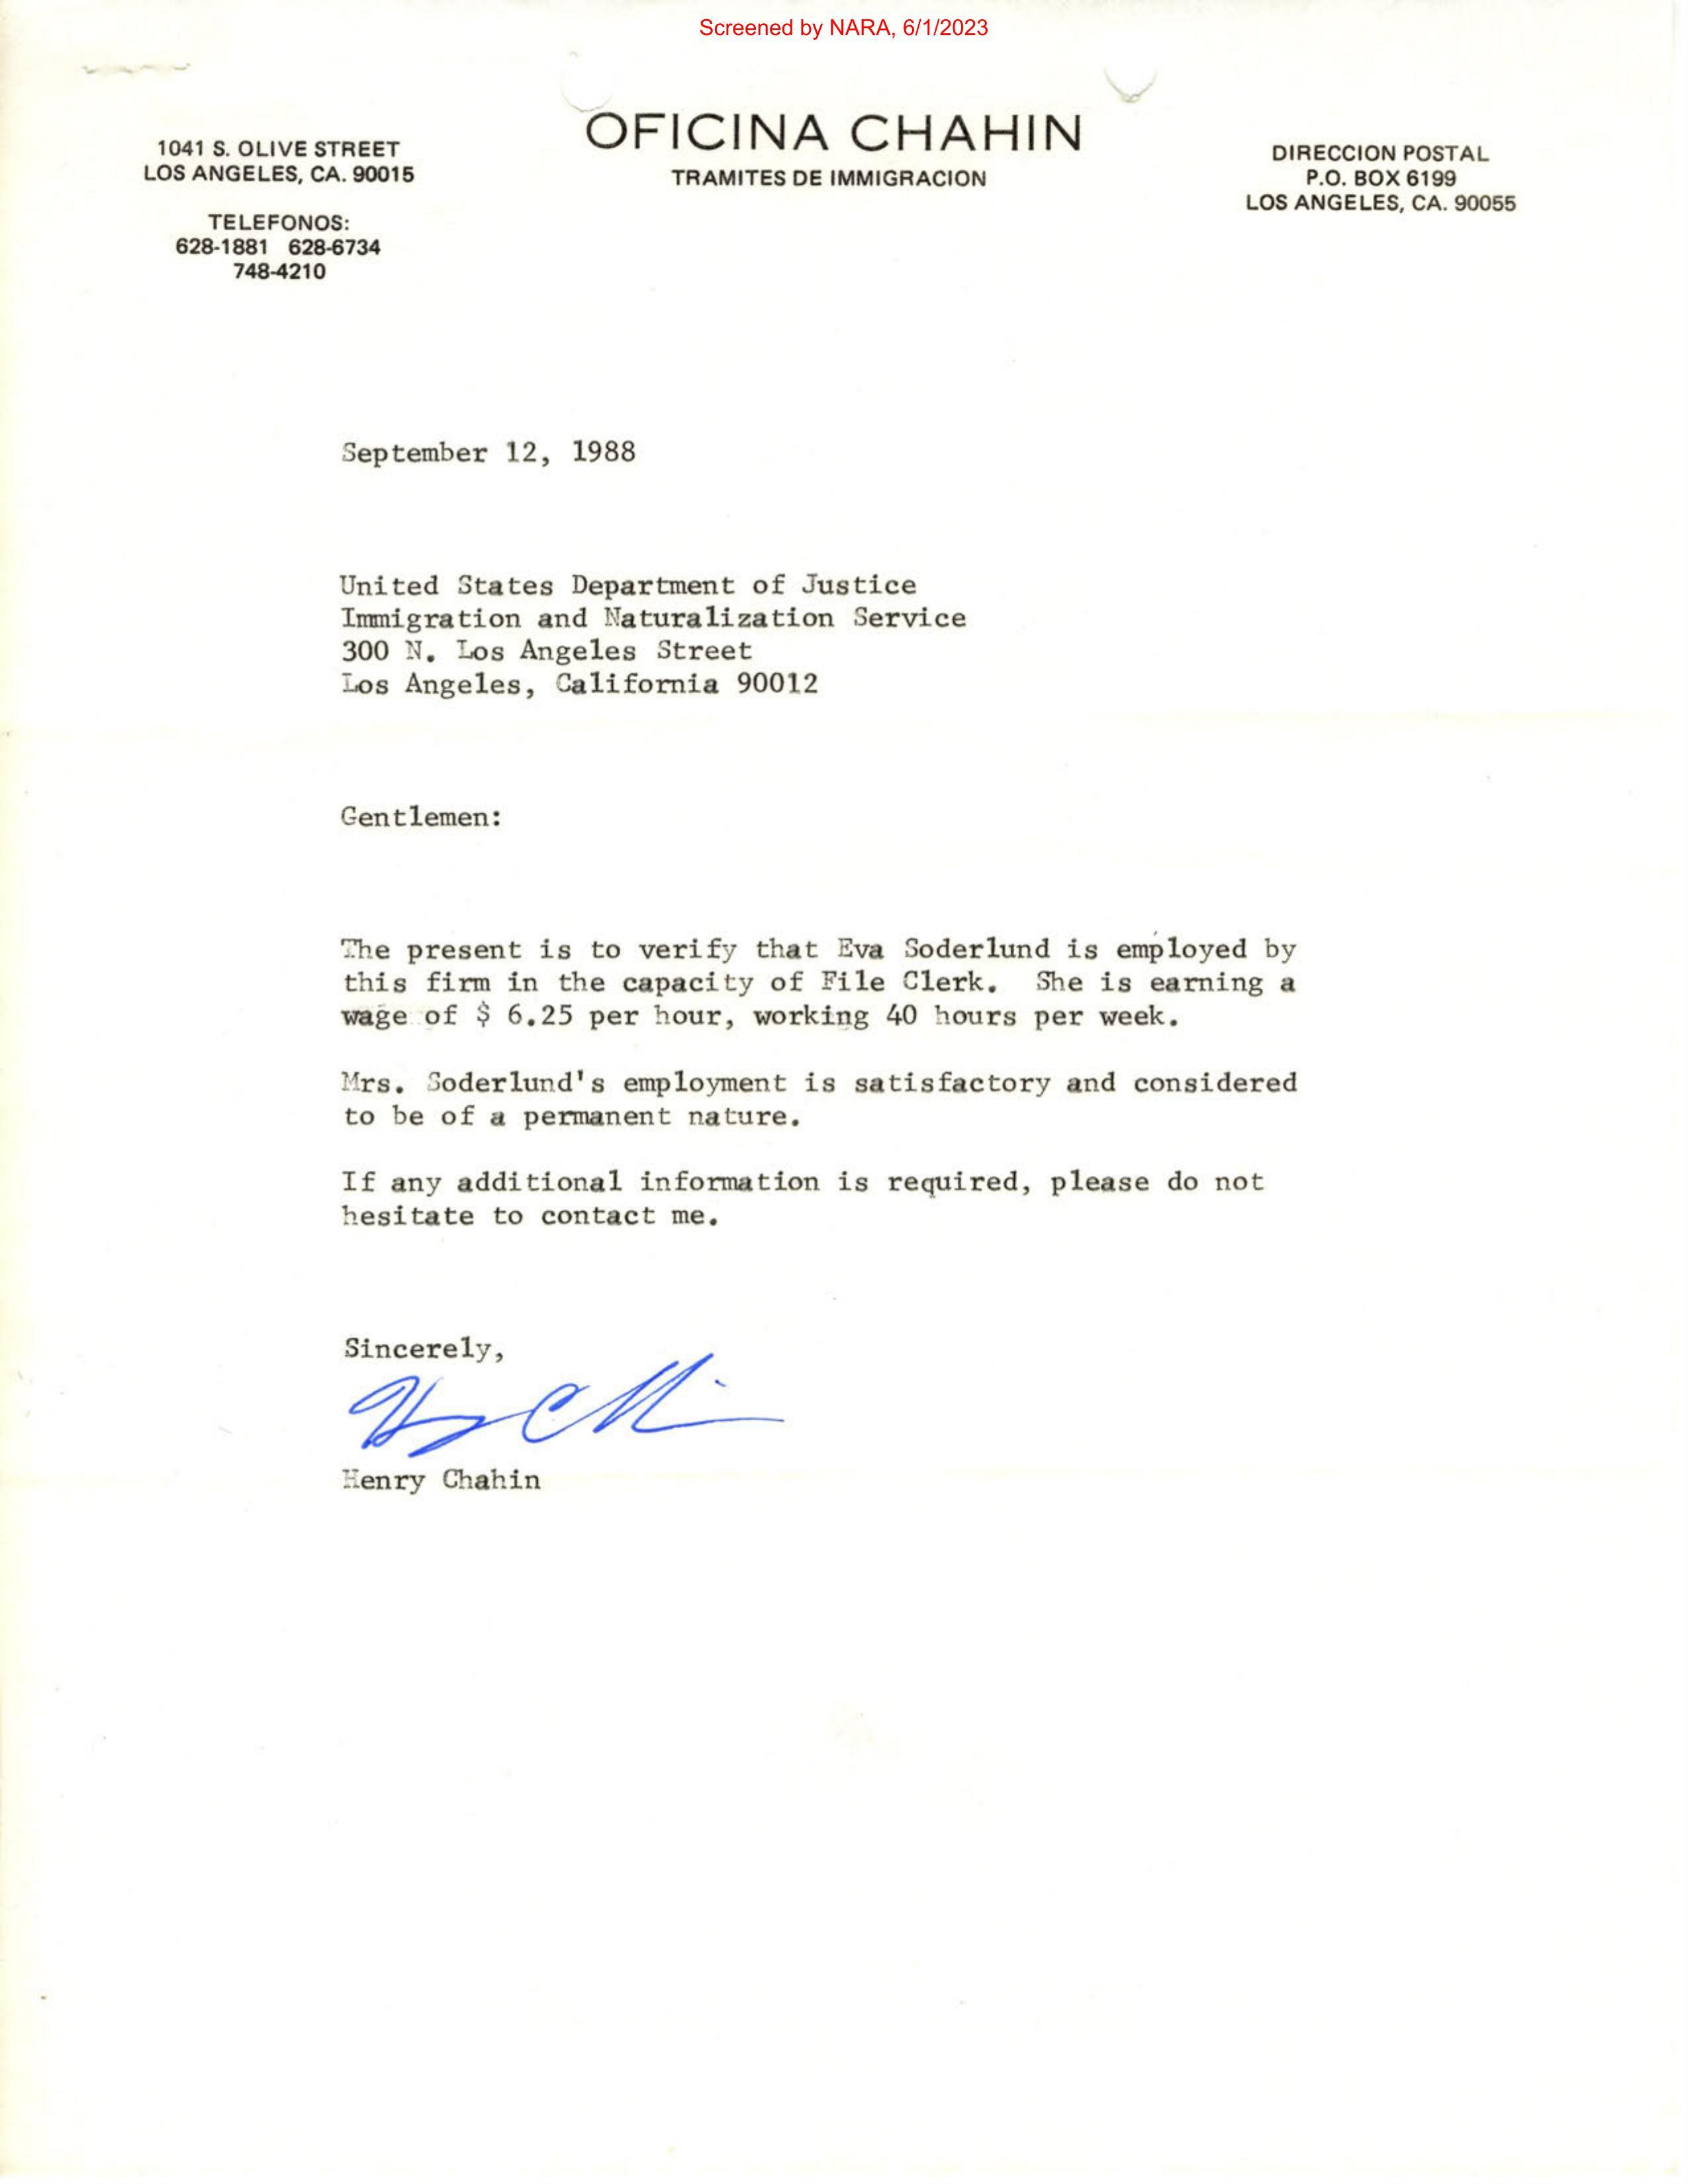 Screened by NARA, 6/1/2023
OFICINA CHAHIN
TRAMITES DE IMMIGRACION
1041 S. OLIVE STREET
LOS ANGELES, CA. 90015
TELEFONOS:
628-1881 628-6734
748-4210
DIRECCION POSTAL
P.O. BOX 6199
LOS ANGELES, CA. 90055
September 12, 1988
United States Department of Justice
Immigration and Naturalization Service
300 N. Los Angeles Street
Los Angeles, California 90012
Gentlemen:
The present is to verify that Eva Soderlund is employed by
this firm in the capacity of File Clerk. She is earning a
wage of $ 6.25 per hour, working 40 hours per week.
Mrs. Soderlund's employment is satisfactory and considered
to be of a permanent nature.
If any additional information is required, please do not
hesitate to contact me.
Sincerely,
Henry Chahin